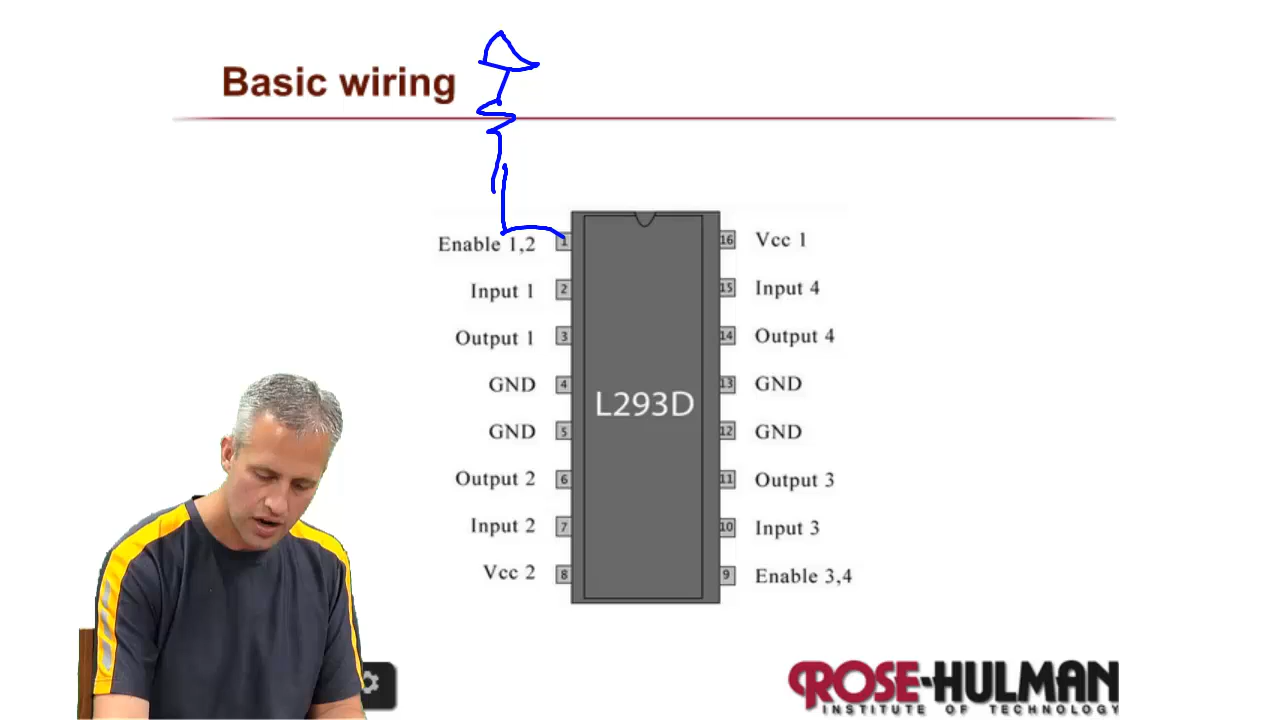 Basic wiring
Enable 1,2 1 16 Vcc 1
Input 1 2 15 Input 4
Output 1 3 14 Output 4
GND 4 13 GND
L293D
GND 5 12 GND
Output 2 6 11 Output 3
Input 2 7 10 Input 3
Vcc 2 8 9 Enable 3,4
ROSE-HULMAN
INSTITUTE OF TECHNOLOGY